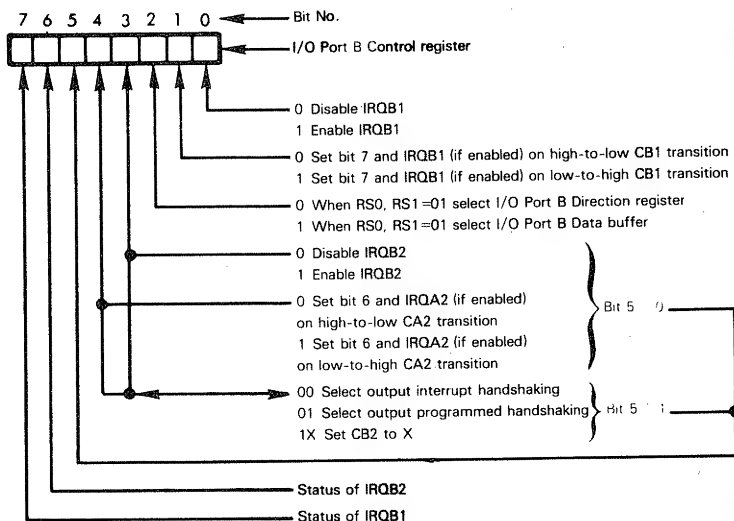 7 6 5 4 3 2 1 0 Bit No.
I/O Port B Control register
0 Disable IRQB1
1 Enable IRQB1
0 Set bit 7 and IRQB1 (if enabled) on high-to-low CB1 transition
1 Set bit 7 and IRQB1 (if enabled) on low-to-high CB1 transition
0 When RS0, RS1=01 select I/O Port B Direction register
1 When RS0, RS1=01 select I/O Port B Data buffer
0 Disable IRQB2
1 Enable IRQB2
0 Set bit 6 and IRQA2 (if enabled)
on high-to-low CA2 transition
1 Set bit 6 and IRQA2 (if enabled)
on low-to-high CA2 transition
Bit 5 0
00 Select output interrupt handshaking
01 Select output programmed handshaking
1X Set CB2 to X
Bit 5 1
Status of IRQB2
Status of IRQB1